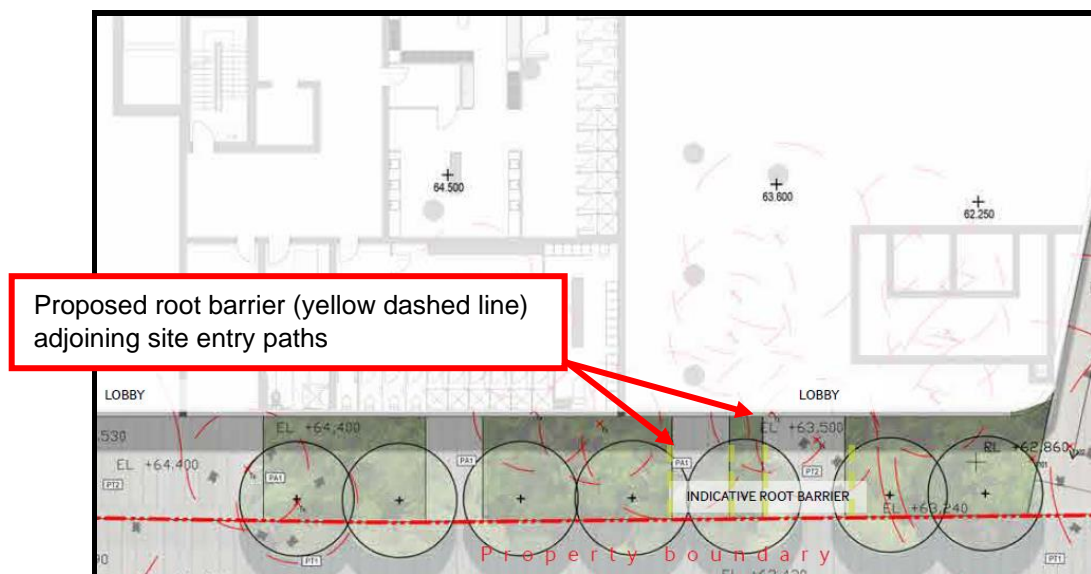 64.500
63.600
62.250
Proposed root barrier (yellow dashed line)
adjoining site entry paths
LOBBY
LOBBY
,530
EL +64,400
EL +63,500
RL +62,860
EL +64,400
PA1
PA1
PT2
PA1
PT2
INDICATIVE ROOT BARRIER
EL +63,240
Property boundary
PT1
PT1